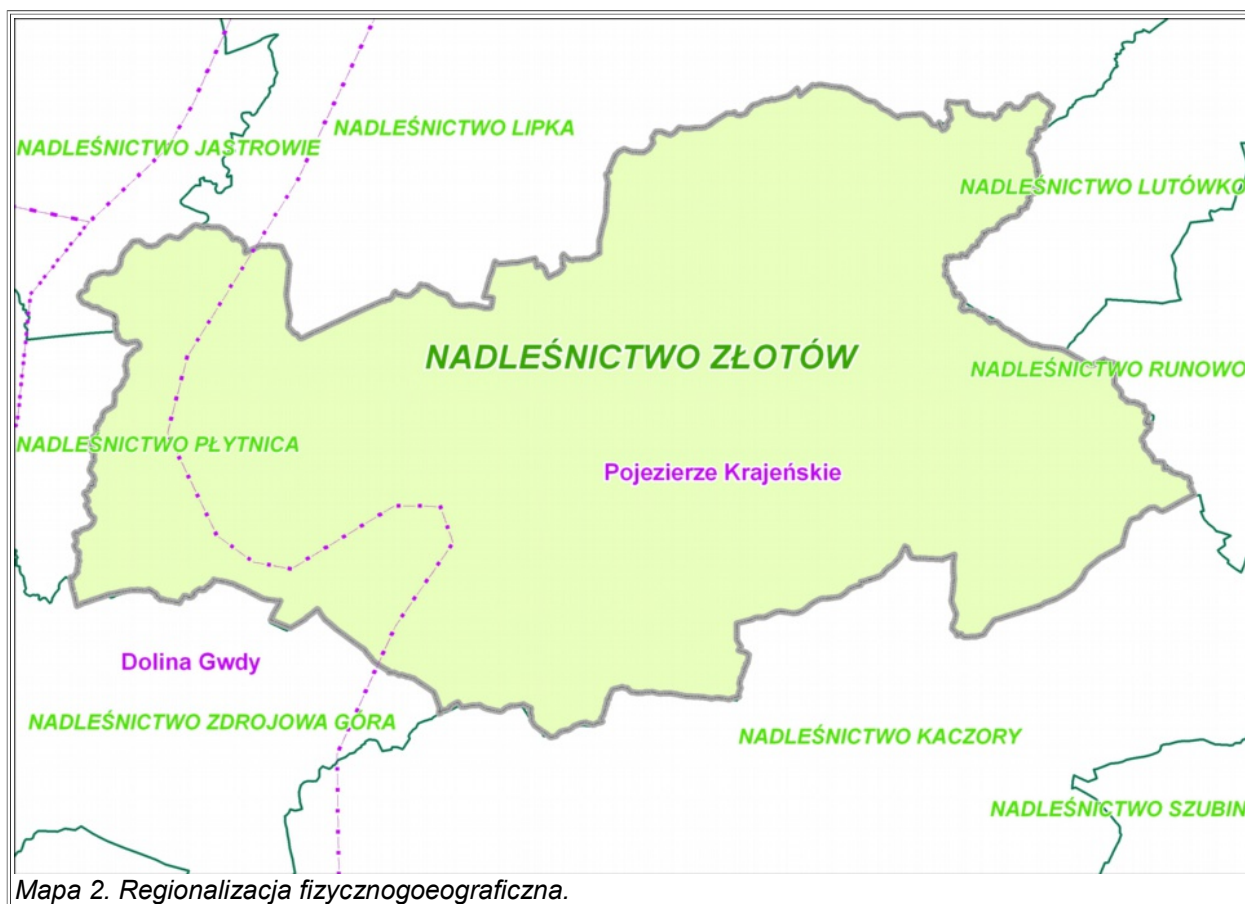 NADLEŚNICTWO LIPKA
NADLEŚNICTWO JASTROWIE
NADLEŚNICTWO LUTÓWKO
NADLEŚNICTWO ZŁOTÓW
NADLEŚNICTWO RUNOWO
NADLEŚNICTWO PŁYTNICA
Pojezierze Krajeńskie
Dolina Gwdy
NADLEŚNICTWO ZDROJOWA GÓRA
NADLEŚNICTWO KACZORY
NADLEŚNICTWO SZUBIN
Mapa 2. Regionalizacja fizycznogoeograficzna.